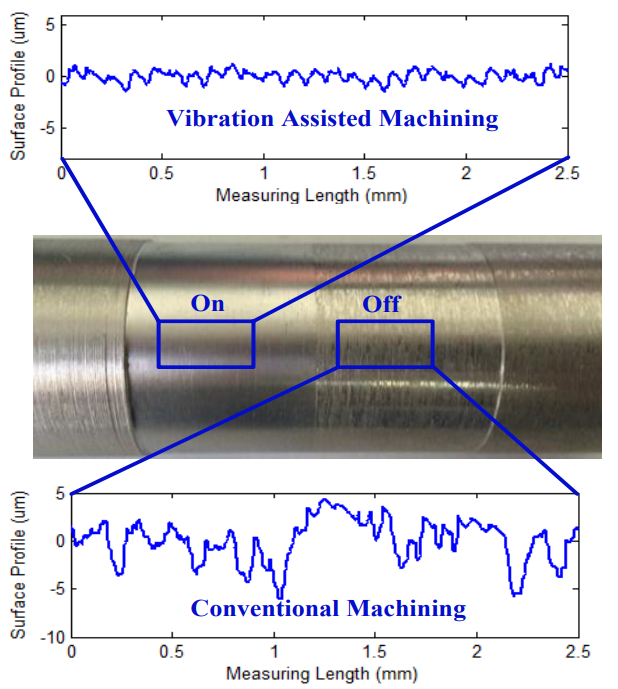 Surface Profile (um)
5
0
-5
Vibration Assisted Machining
0 0.5 1 1.5 2 2.5
Measuring Length (mm)
On Off
Surface Profile (um)
5
0
-5
-10
Conventional Machining
0 0.5 1 1.5 2 2.5
Measuring Length (mm)